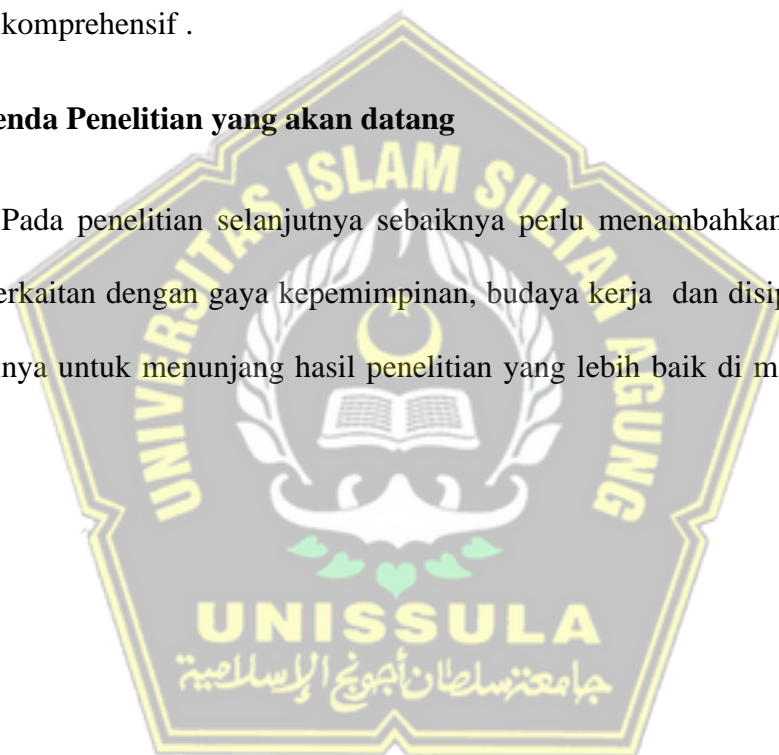 komprehensif .
enda Penelitian yang akan datang
Pada penelitian selanjutnya sebaiknya perlu menambahkan
erkaitan dengan gaya kepemimpinan, budaya kerja dan disip
nya untuk menunjang hasil penelitian yang lebih baik di m
UNIVERSITAS ISLAM SULTAN AGUNG
UNISSULA
جامعة سلطان أجونج الإسلامية